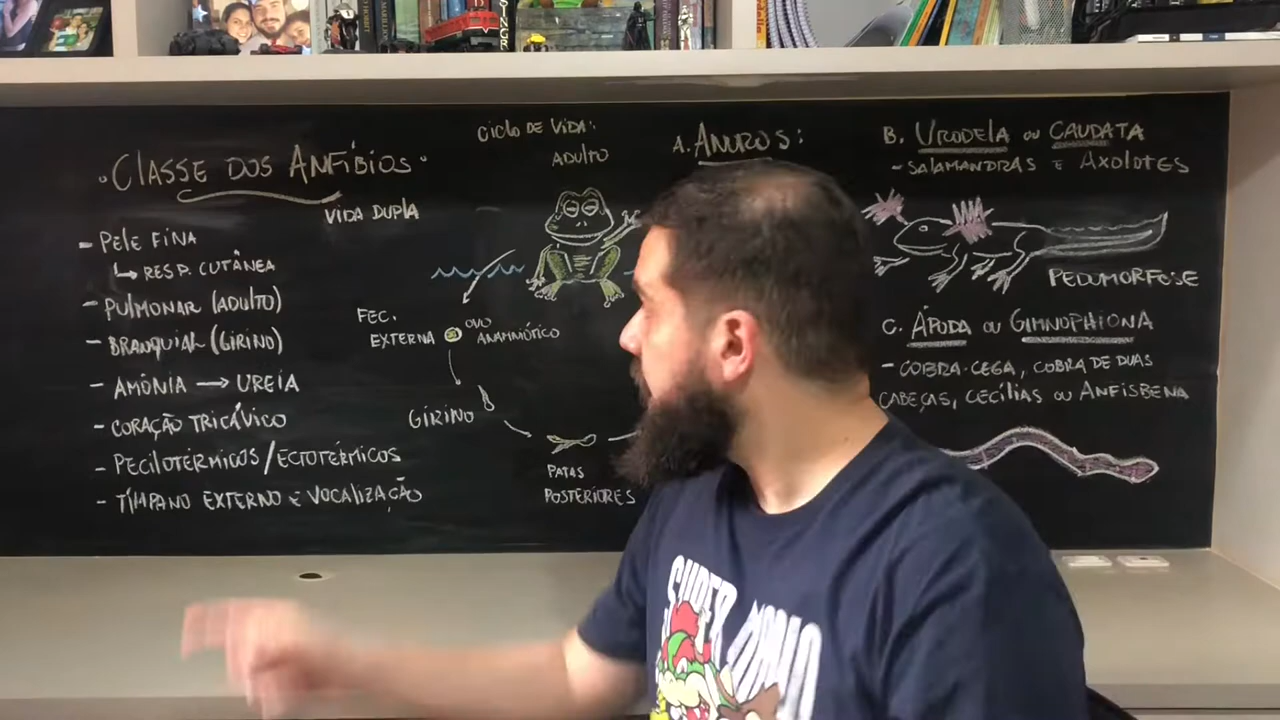 . CLASSE DOS ANFÍBIOS.
VIDA DUPLA
- PELE FINA
↳ RESP. CUTÂNEA
- PULMONAR (ADULTO)
- BRANQUIAL (GIRINO)
- AMÔNIA → UREIA
- CORAÇÃO TRICÁVICO
- PECILOTÉRMICOS/ECTOTÉRMICOS
- TÍMPANO EXTERNO E VOCALIZAÇÃO
CICLO DE VIDA:
ADULTO
FEC.
EXTERNA
OVO
ANAMNIÓTICO
GIRINO
PATAS
POSTERIORES
A. ANUROS:
B. URODELA OU CAUDATA
- SALAMANDRAS E AXOLOTES
PEDOMORFOSE
C. ÁPODA OU GIMNOPHIONA
- COBRA-CEGA, COBRA DE DUAS
CABEÇAS, CECÍLIAS OU ANFISBENA
SUPER